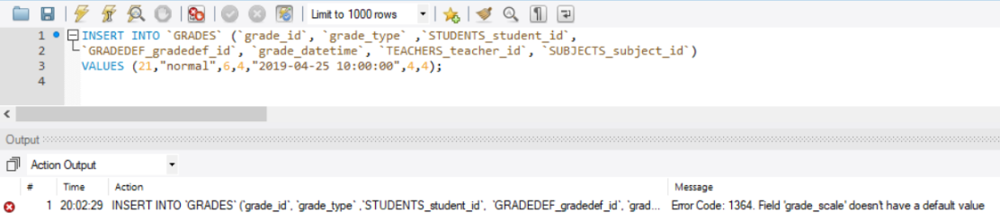 Limit to 1000 rows
1 INSERT INTO `GRADES` (`grade_id`, `grade_type` ,`STUDENTS_student_id`,
2 `GRADEDEF_gradedef_id`, `grade_datetime`, `TEACHERS_teacher_id`, `SUBJECTS_subject_id`)
3 VALUES (21,"normal",6,4,"2019-04-25 10:00:00",4,4);
4
Output
Action Output
# Time Action Message
1 20:02:29 INSERT INTO `GRADES` (`grade_id`, `grade_type` ,`STUDENTS_student_id`, `GRADEDEF_gradedef_id`, `grad... Error Code: 1364. Field 'grade_scale' doesn't have a default value